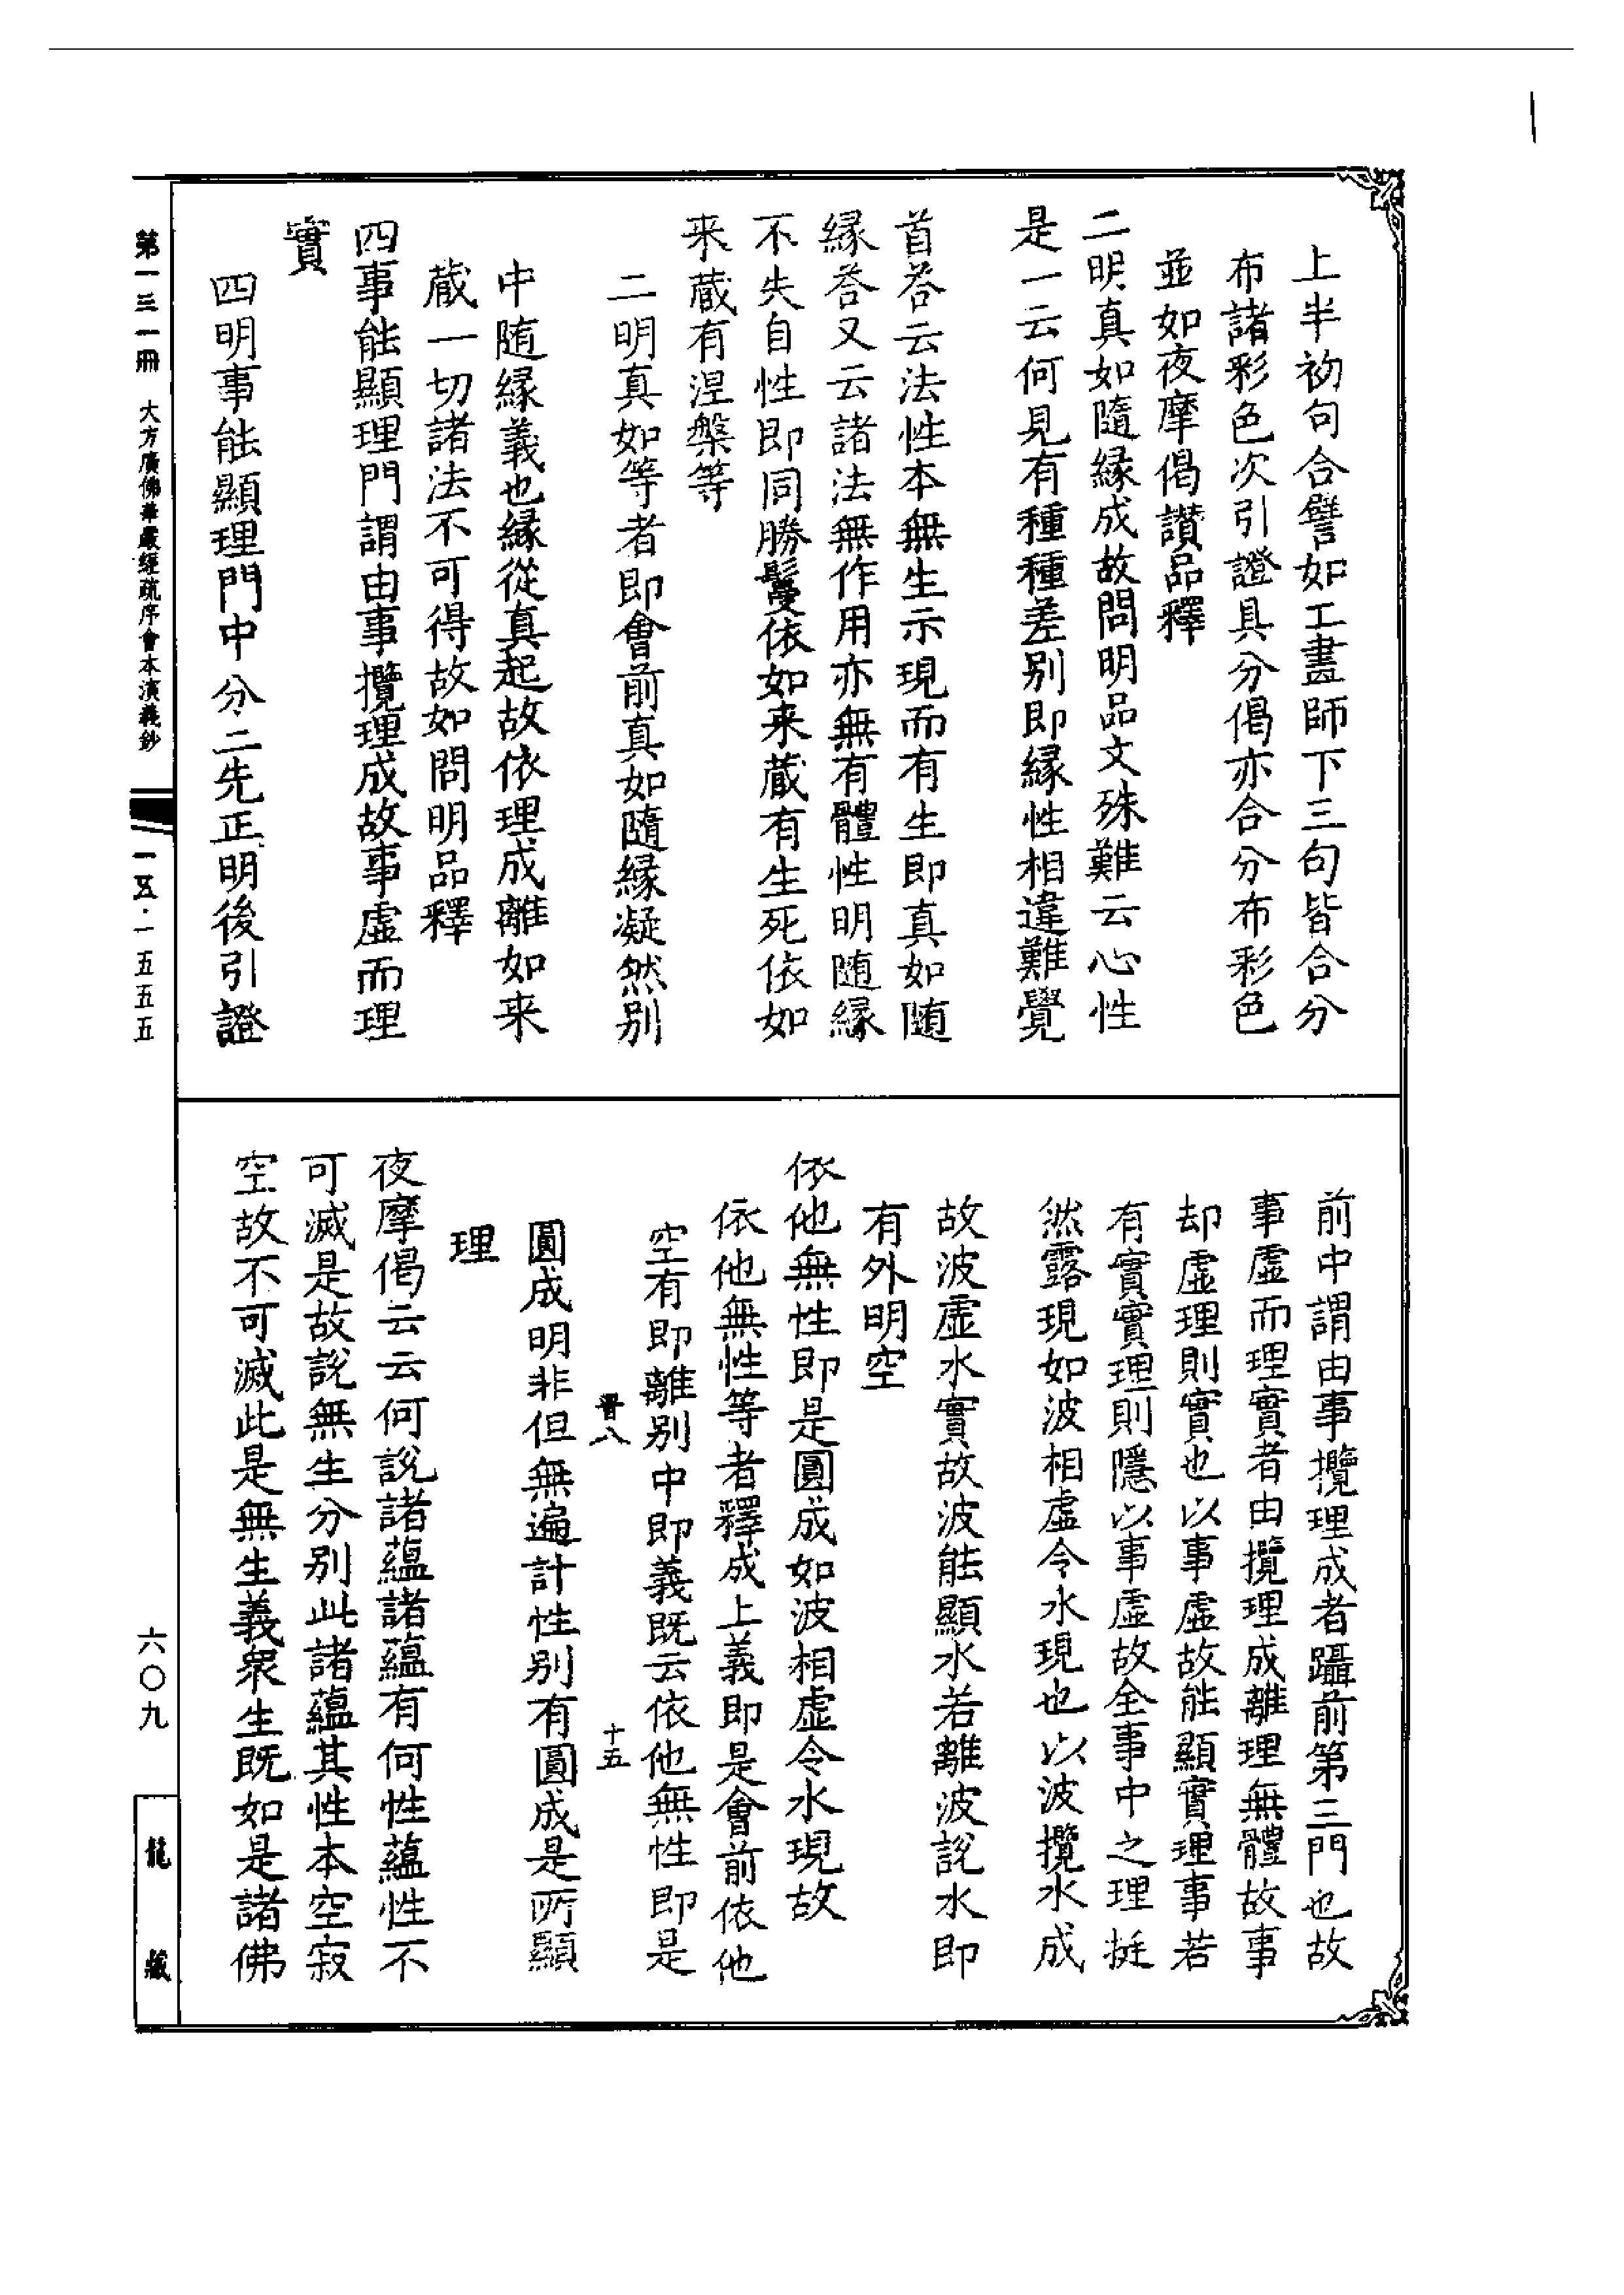 上半初句合譬如工畫師下三句皆合分
布諸彩色次引證具分偈亦合分布彩色
並如夜摩偈讚品釋
二明真如隨緣成故問明品文殊難云心性
是一云何見有種種差別即緣性相違難覺
首荅云法性本無生示現而有生即真如随
緣荅又云諸法無作用亦無有體性明随緣
不失自性即同勝鬘依如来藏有生死依如
来藏有涅槃等
二明真如等者即會前真如隨緣凝然別
中随緣義也緣從真起故依理成離如来
藏一切諸法不可得故如問明品釋
四事能顯理門謂由事攬理成故事虛而理
實
四明事能顯理門中分二先正明後引證
前中謂由事攬理成者躡前第三門也故
事虛而理實者由攬理成離理無體故事
却虛理則實也以事虛故能顯實理事若
有實實理則隱以事虛故全事中之理挺
然露現如波相虛令水現也以波攬水成
故波虛水實故波能顯水若離波說水即
有外明空
依他無性即是圓成如波相虛令水現故
依他無性等者釋成上義即是會前依他
空有即離別中即義既云依他無性即是
晋八 十五
圓成明非但無遍計性別有圓成是所顯
理
夜摩偈云云何說諸蘊諸蘊有何性蘊性不
可滅是故說無生分別此諸蘊其性本空寂
空故不可滅此是無生義眾生既如是諸佛
第一三一冊 大方廣佛華嚴經疏序會本演義鈔
一五·一五五五
六〇九
龍藏